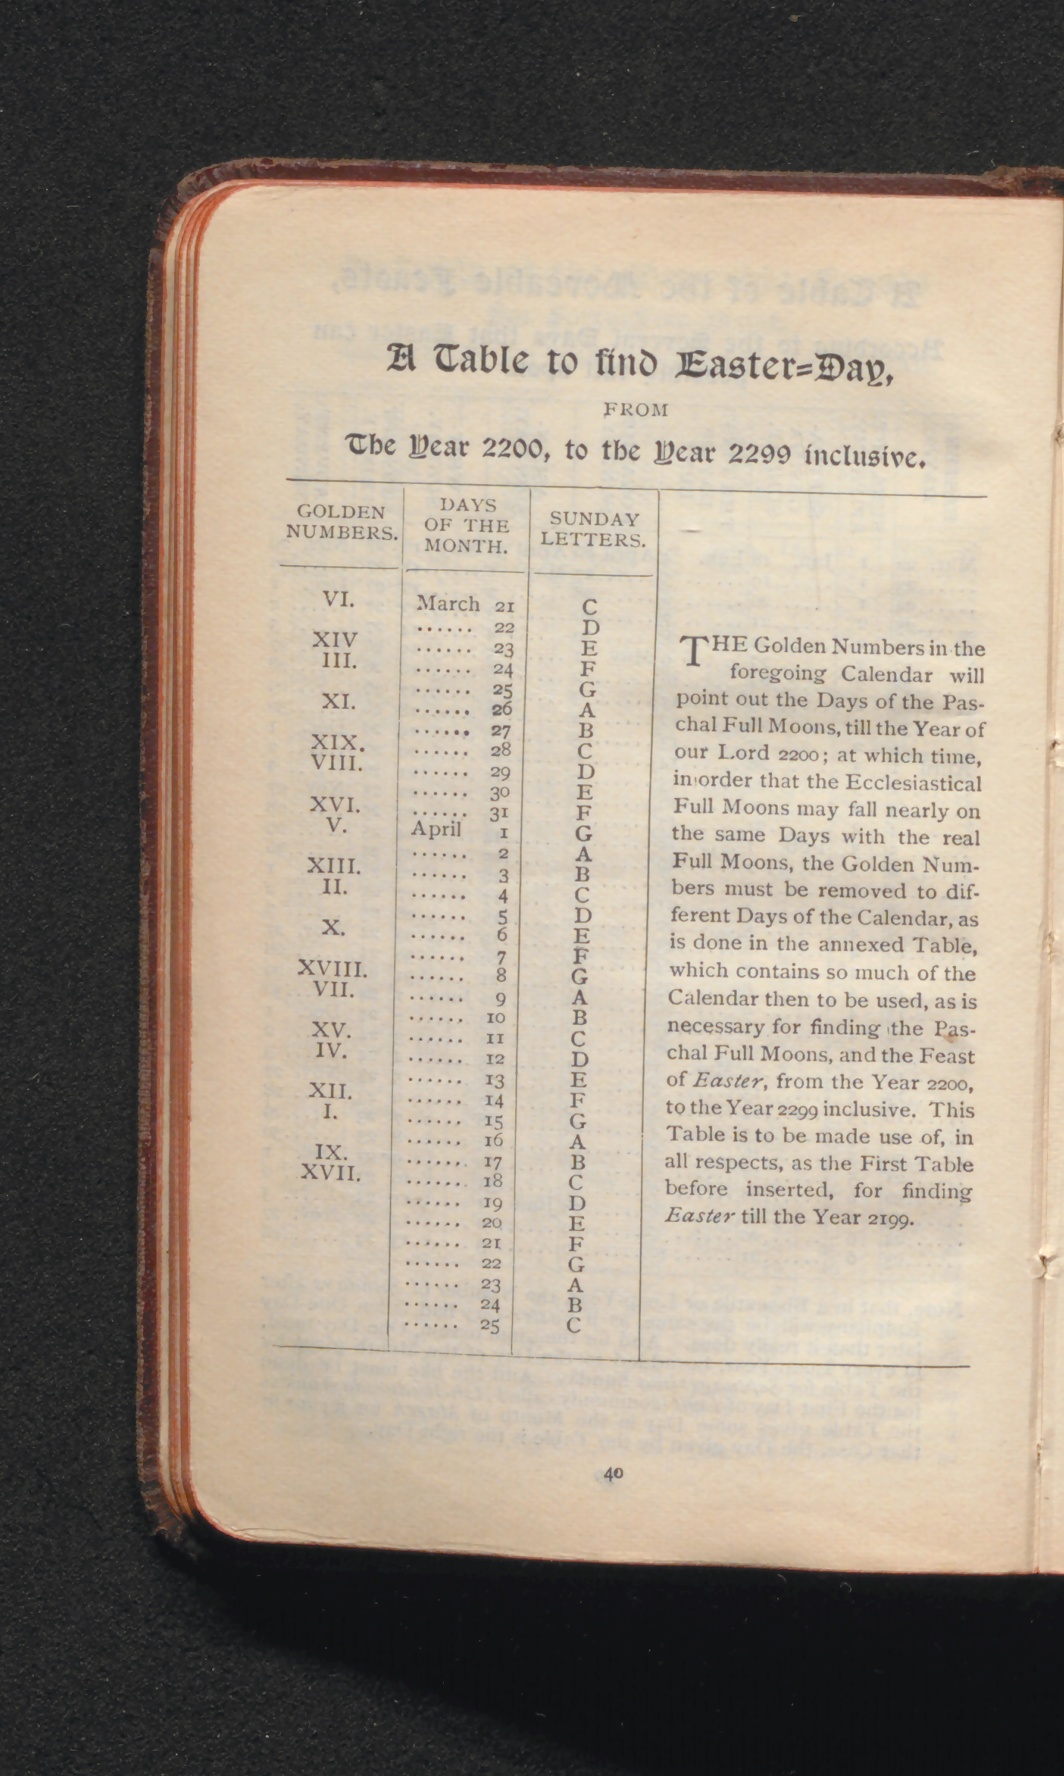 A Table to find Easter=Day,
FROM
The Year 2200, to the Year 2299 inclusive.
GOLDEN NUMBERS. DAYS OF THE MONTH. SUNDAY LETTERS.
VI. March 21 C
...... 22 D
XIV ...... 23 E
III. ...... 24 F
...... 25 G
XI. ...... 26 A
...... 27 B
XIX. ...... 28 C
VIII. ...... 29 D
...... 30 E
XVI. ...... 31 F
V. April 1 G
...... 2 A
XIII. ...... 3 B
II. ...... 4 C
...... 5 D
X. ...... 6 E
...... 7 F
XVIII. ...... 8 G
VII. ...... 9 A
...... 10 B
XV. ...... 11 C
IV. ...... 12 D
...... 13 E
XII. ...... 14 F
I. ...... 15 G
...... 16 A
IX. ...... 17 B
XVII. ...... 18 C
...... 19 D
...... 20 E
...... 21 F
...... 22 G
...... 23 A
...... 24 B
...... 25 C
THE Golden Numbers in the
foregoing Calendar will
point out the Days of the Pas-
chal Full Moons, till the Year of
our Lord 2200; at which time,
in order that the Ecclesiastical
Full Moons may fall nearly on
the same Days with the real
Full Moons, the Golden Num-
bers must be removed to dif-
ferent Days of the Calendar, as
is done in the annexed Table,
which contains so much of the
Calendar then to be used, as is
necessary for finding the Pas-
chal Full Moons, and the Feast
of Easter, from the Year 2200,
to the Year 2299 inclusive. This
Table is to be made use of, in
all respects, as the First Table
before inserted, for finding
Easter till the Year 2199.
40